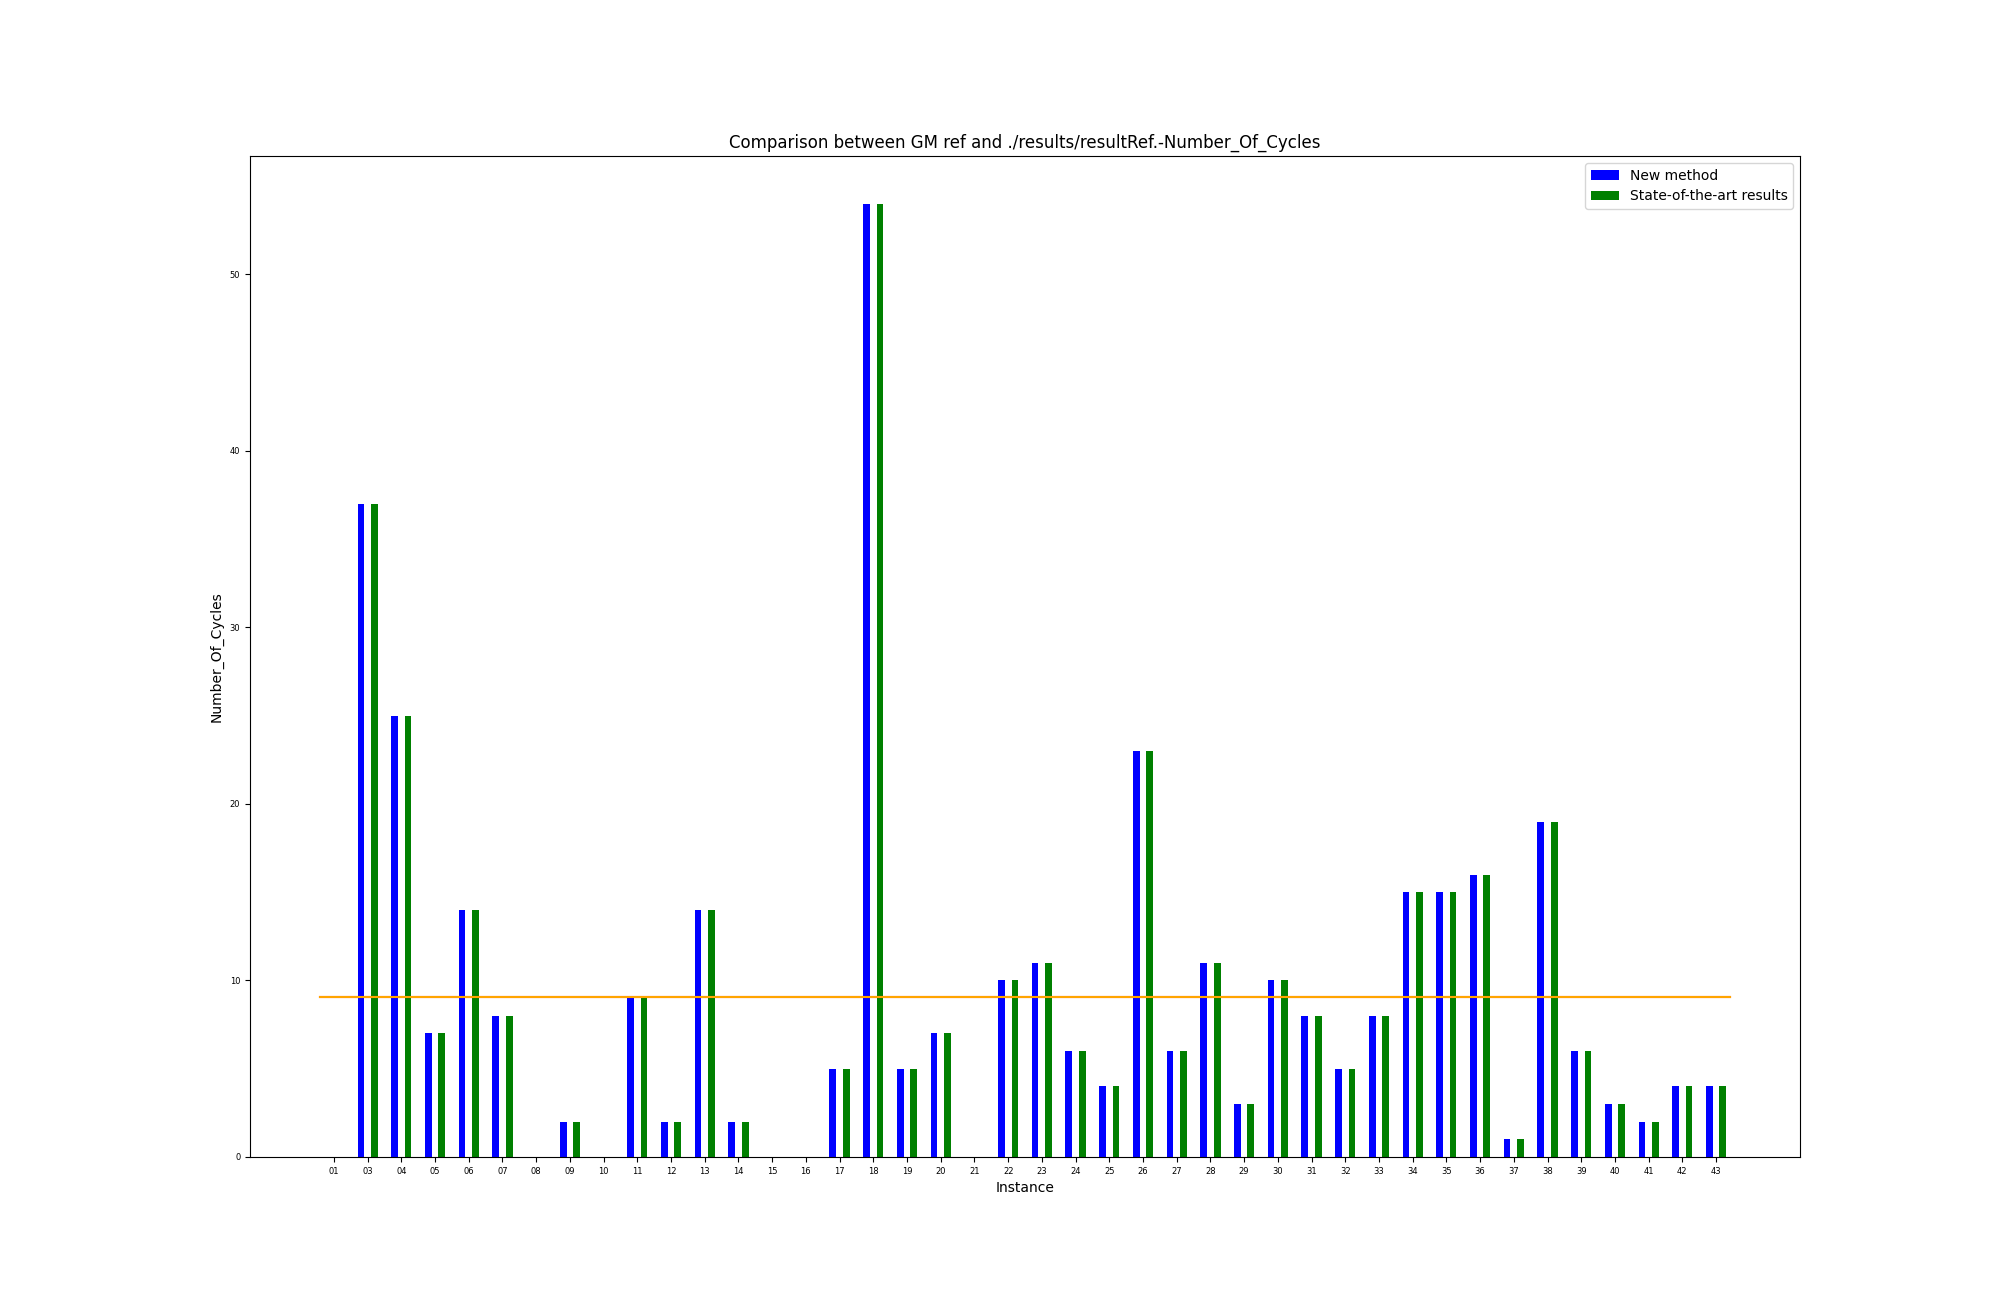 Comparison between GM ref and ./results/resultRef.-Number_Of_Cycles
New method
State-of-the-art results
50
40
30
20
10
0
Number_Of_Cycles
01 03 04 05 06 07 08 09 10 11 12 13 14 15 16 17 18 19 20 21 22 23 24 25 26 27 28 29 30 31 32 33 34 35 36 37 38 39 40 41 42 43
Instance